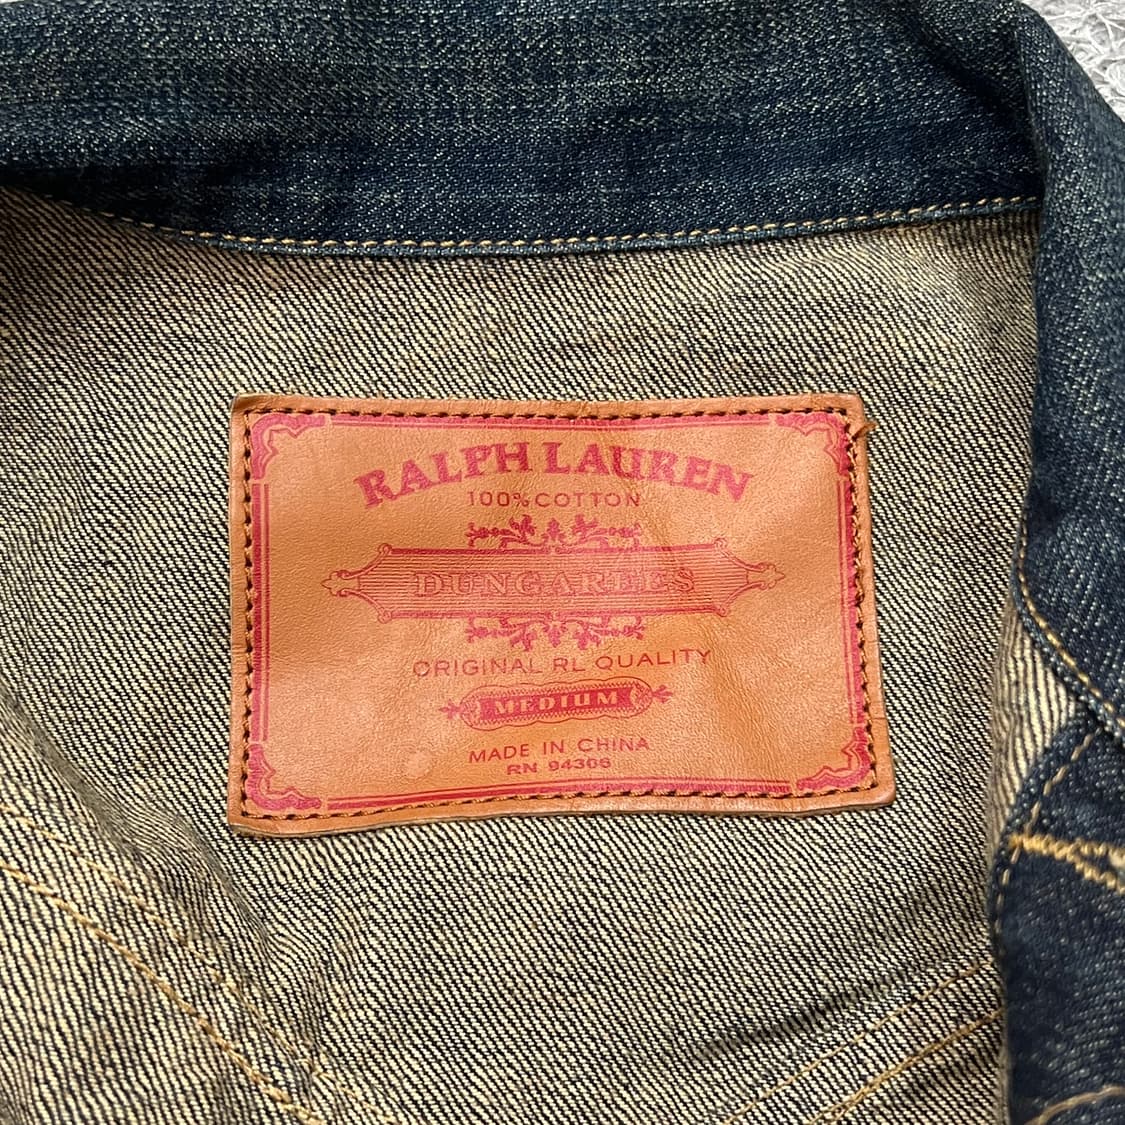 RALPH LAUREN
100% COTTON
DUNGAREES
ORIGINAL RL QUALITY
MEDIUM
MADE IN CHINA
RN 94306